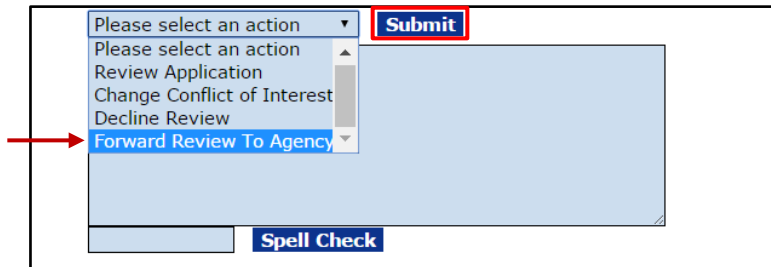 Please select an action Submit
Please select an action
Review Application
Change Conflict of Interest
Decline Review
Forward Review To Agency
Spell Check